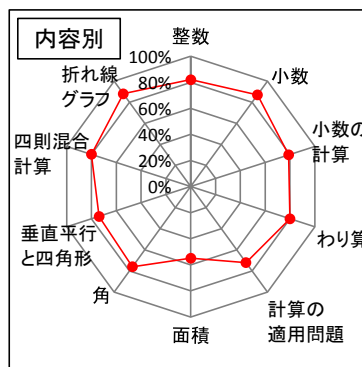 内容別
整数
小数
小数の
計算
わり算
計算の
適用問題
面積
角
垂直平行
と四角形
四則混合
計算
折れ線
グラフ
100%
80%
60%
40%
20%
0%